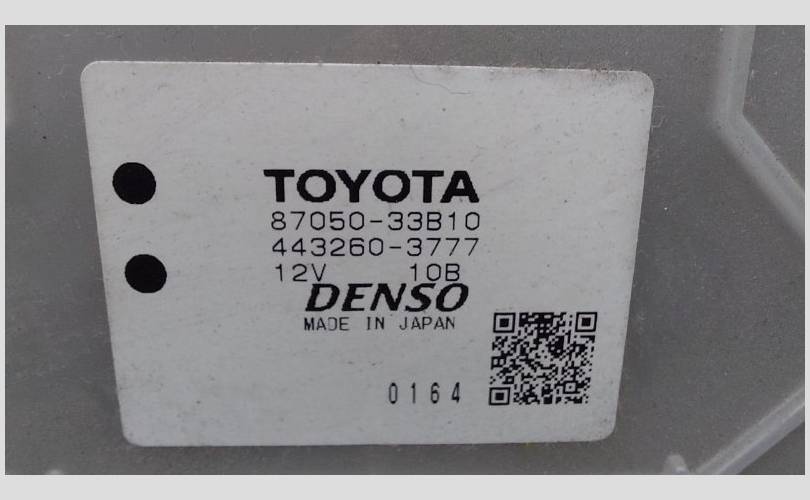 TOYOTA
87050-33B10
443260-3777
12V 10B
DENSO
MADE IN JAPAN
0164